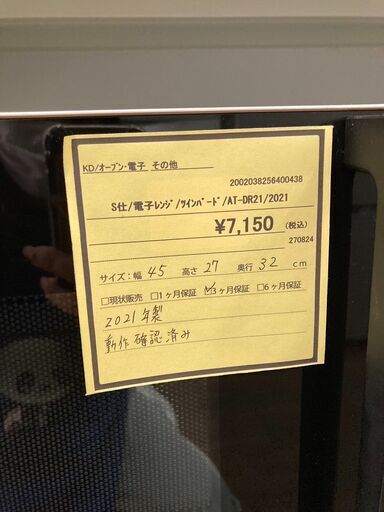 KD/オーブン・電子 その他
2002038256400438
S仕/電子レンジ/ツインバード/AT-DR21/2021
¥7,150 (税込)
270824
サイズ:幅 45 高さ 27 奥行 32 cm
□現状販売 □1ヶ月保証 ☑3ヶ月保証 □6ヶ月保証
2021年製
動作確認済み